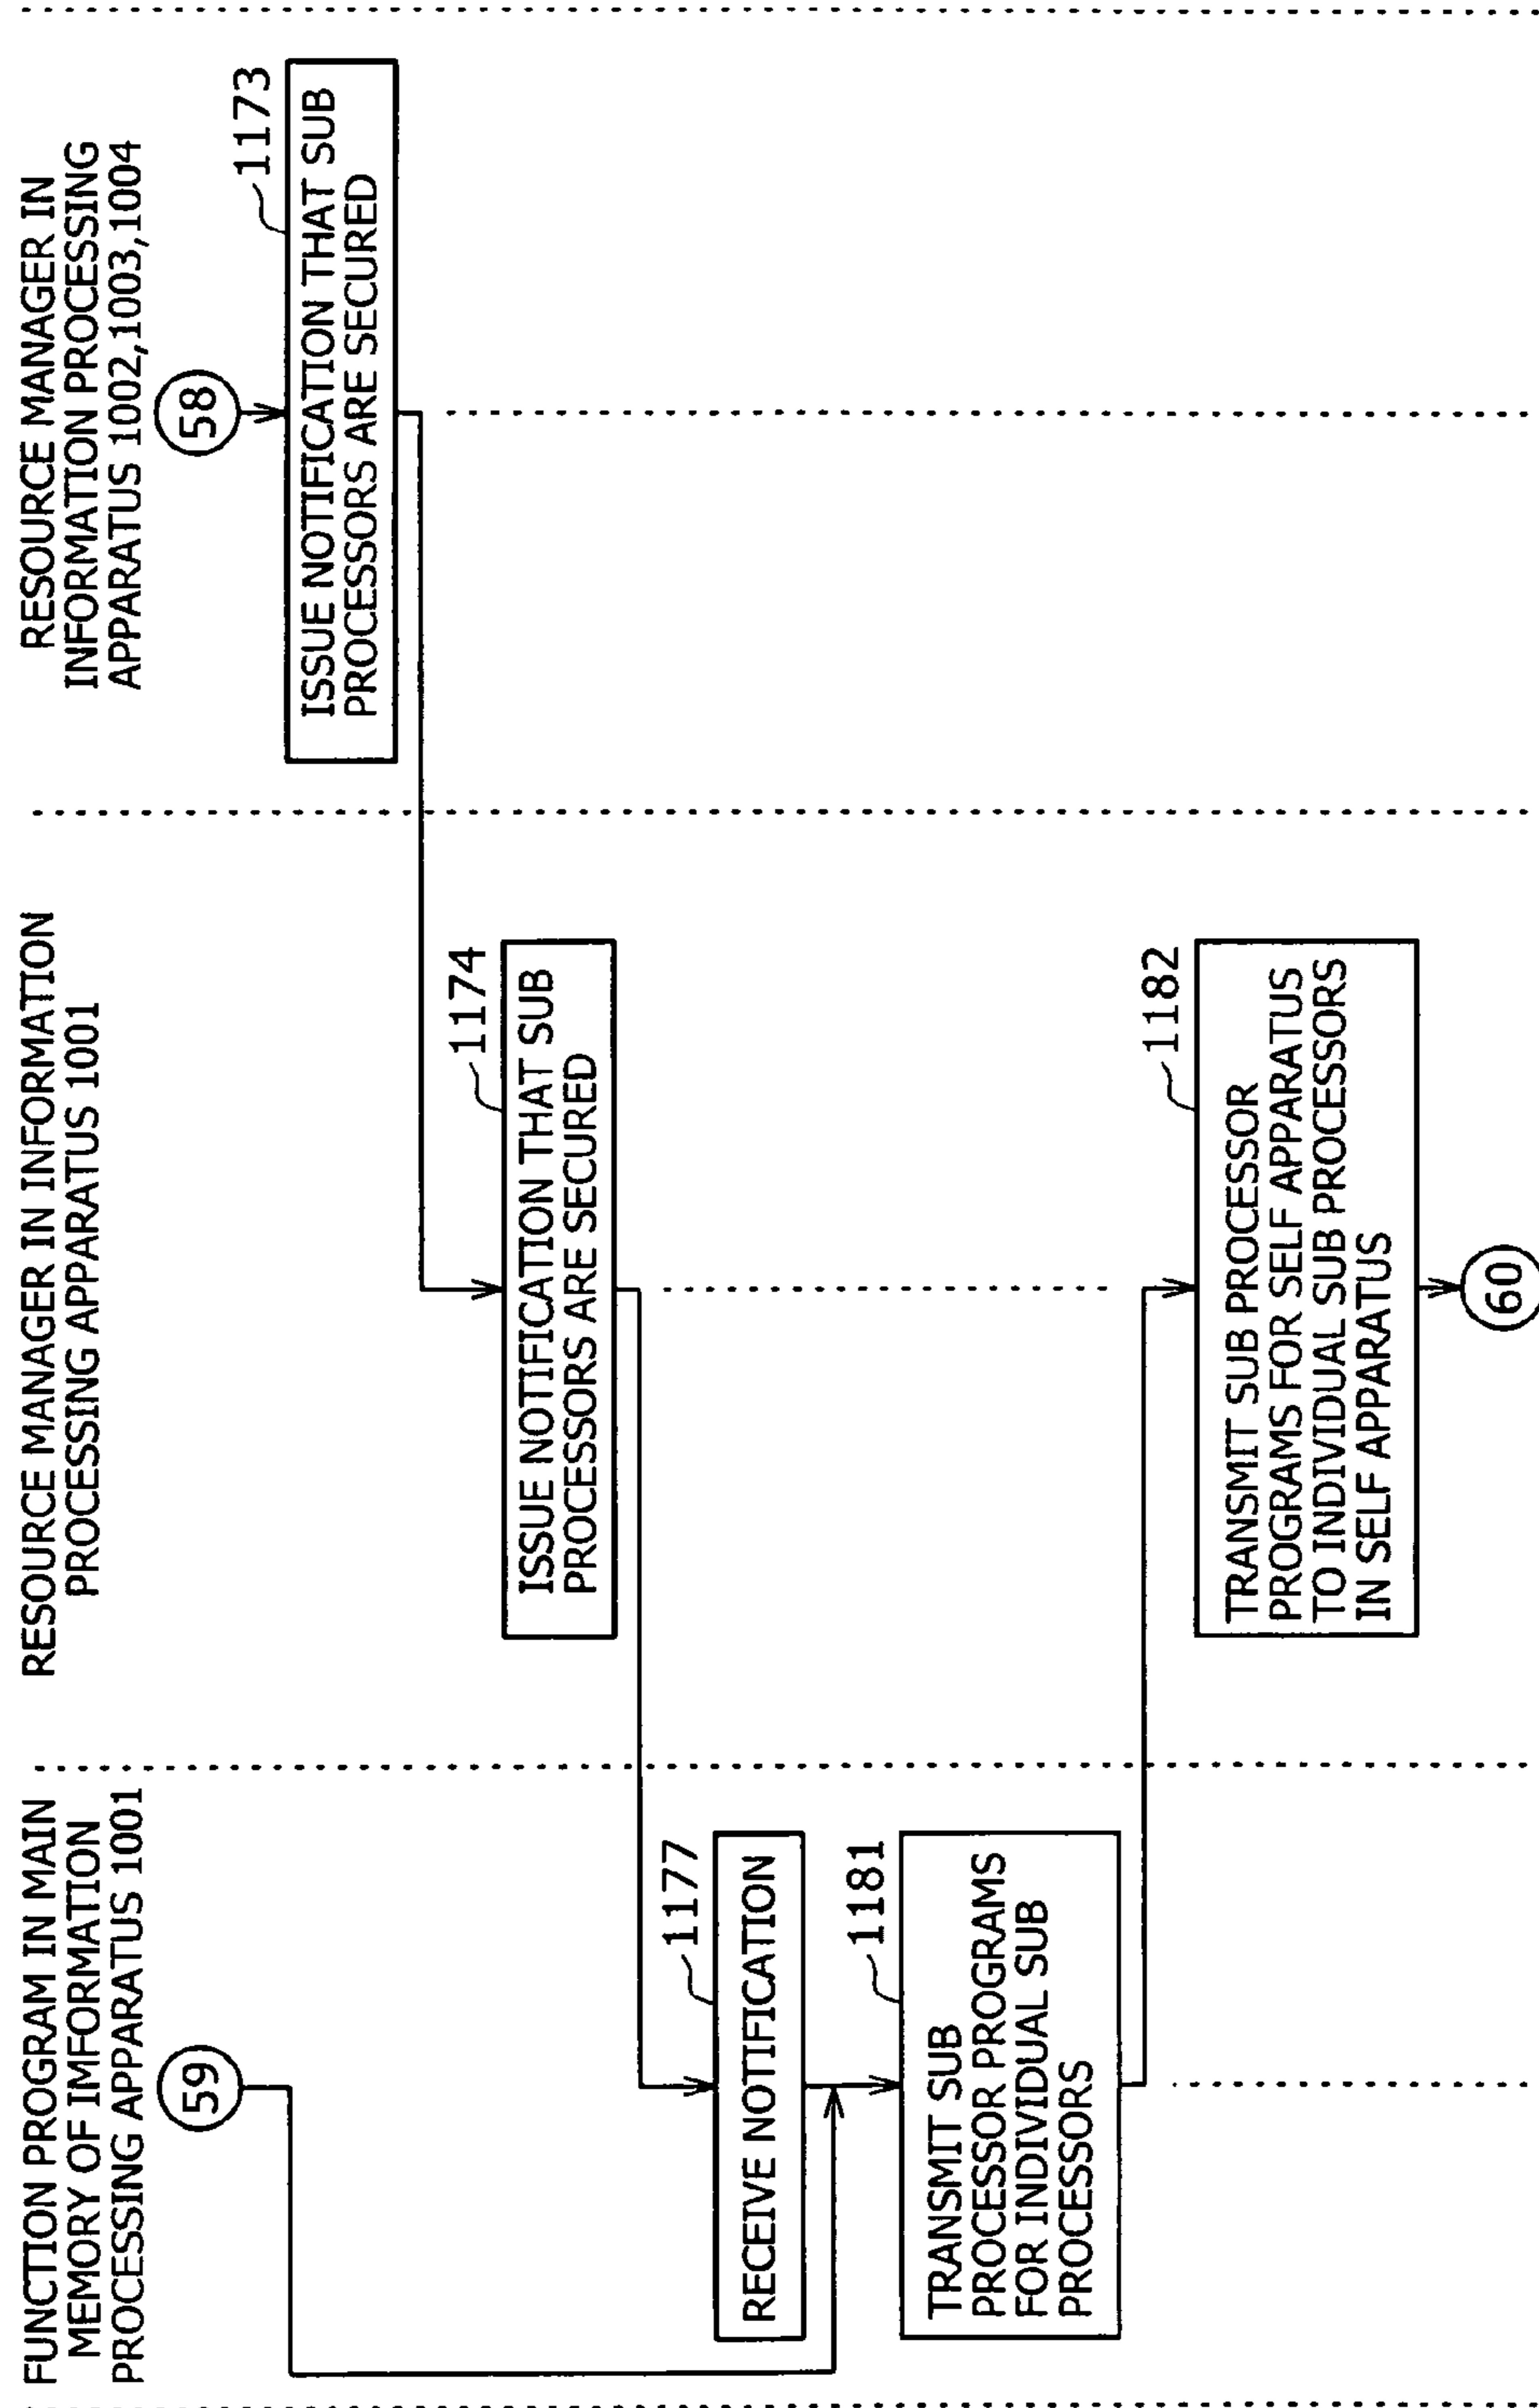 FUNCTION PROGRAM IN MAIN
MEMORY OF IMFORMATION
PROCESSING APPARATUS 1001
59
RESOURCE MANAGER IN INFORMATION
PROCESSING APPARATUS 1001
RESOURCE MANAGER IN
INFORMATION PROCESSING
APPARATUS 1002,1003,1004
58
1173
ISSUE NOTIFICATION THAT SUB
PROCESSORS ARE SECURED
1174
ISSUE NOTIFICATION THAT SUB
PROCESSORS ARE SECURED
1177
RECEIVE NOTIFICATION
1181
TRANSMIT SUB
PROCESSOR PROGRAMS
FOR INDIVIDUAL SUB
PROCESSORS
1182
TRANSMIT SUB PROCESSOR
PROGRAMS FOR SELF APPARATUS
TO INDIVIDUAL SUB PROCESSORS
IN SELF APPARATUS
60